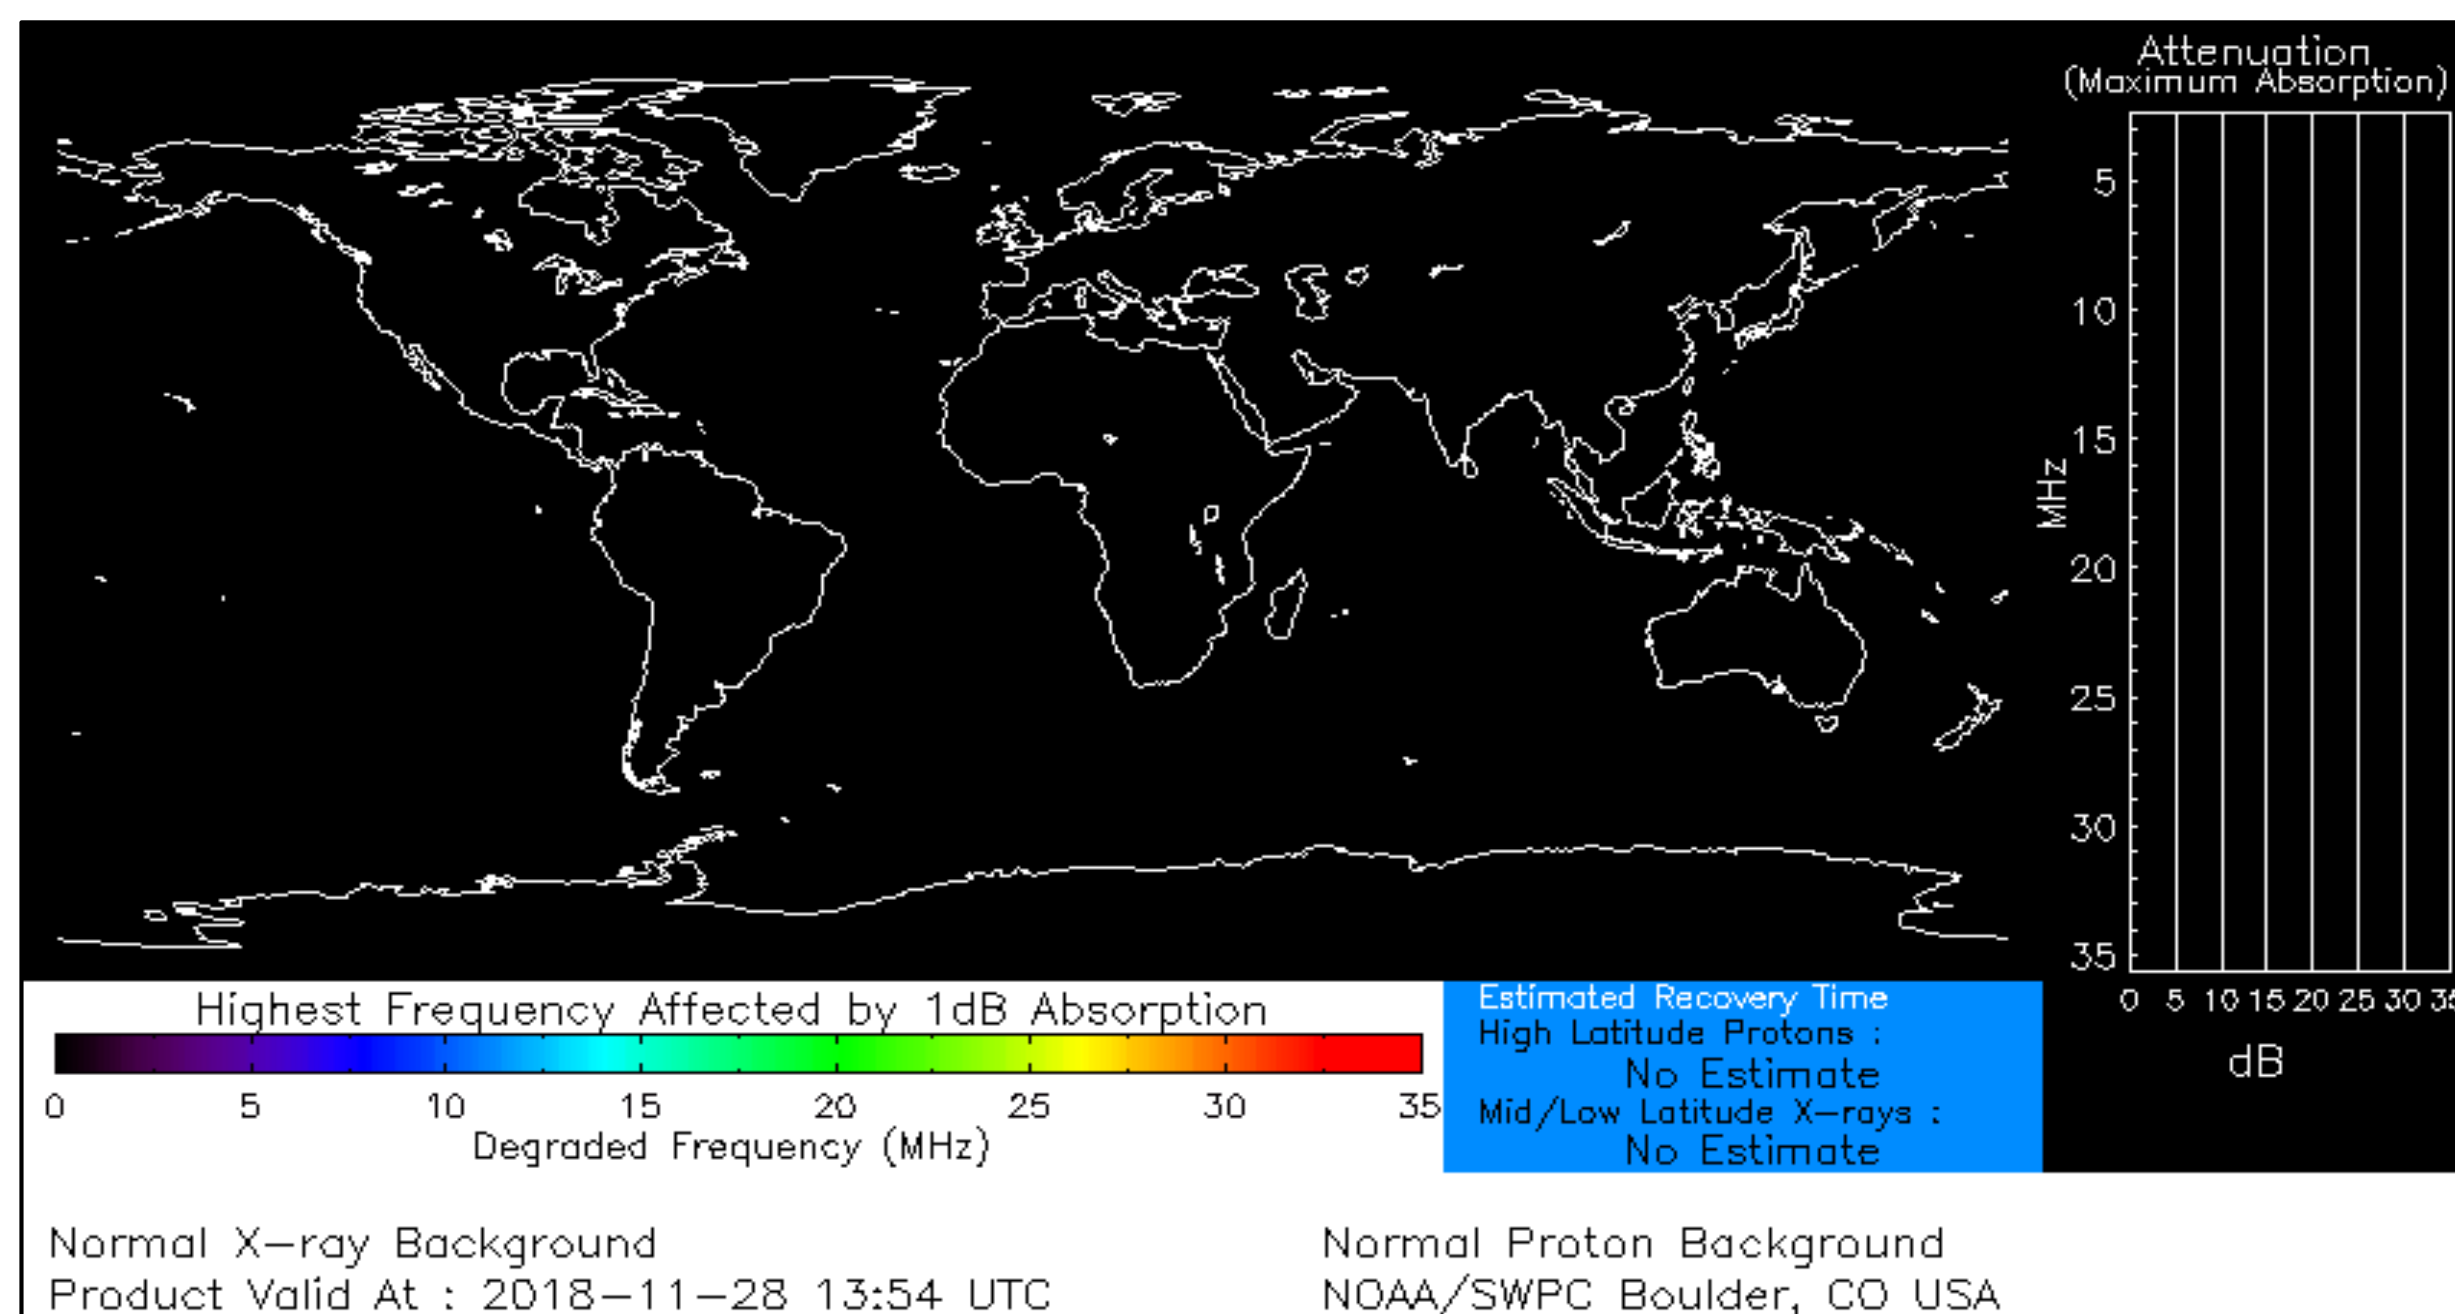 Attenuation
(Maximum Absorption)
5
10
15
20
25
30
35
MHz
0 5 10 15 20 25 30 35
dB
Highest Frequency Affected by 1dB Absorption
0 5 10 15 20 25 30 35
Degraded Frequency (MHz)
Estimated Recovery Time
High Latitude Protons :
No Estimate
Mid/Low Latitude X-rays :
No Estimate
Normal X-ray Background
Normal Proton Background
Product Valid At : 2018-11-28 13:54 UTC
NOAA/SWPC Boulder, CO USA